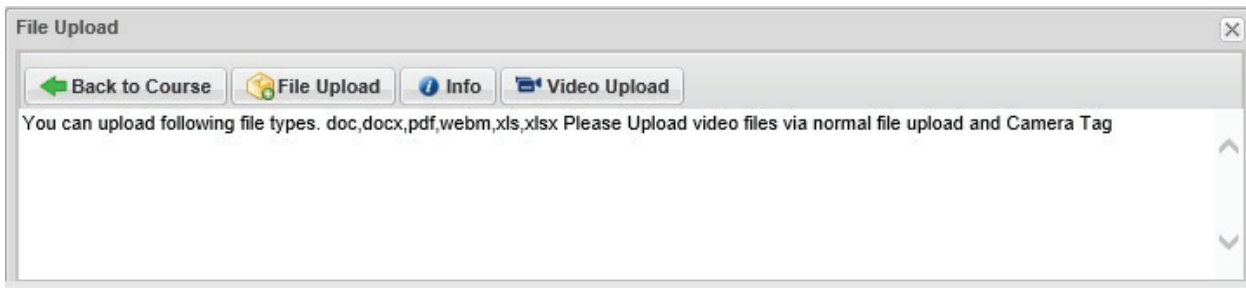 File Upload
Back to Course File Upload Info Video Upload
You can upload following file types. doc,docx,pdf,webm,xls,xlsx Please Upload video files via normal file upload and Camera Tag